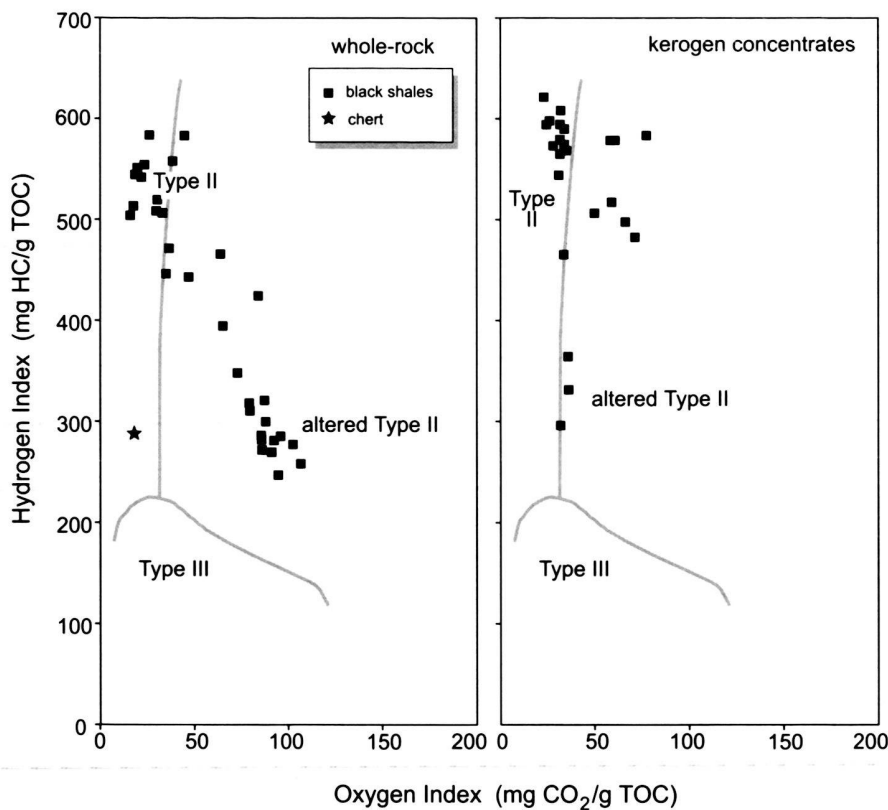 700
600
500
400
300
200
100
0
Hydrogen Index (mg HC/g TOC)
whole-rock
black shales
chert
Type II
altered Type II
Type III
0
50
100
150
200
kerogen concentrates
Type
II
altered Type II
Type III
0
50
100
150
200
Oxygen Index (mg CO₂/g TOC)